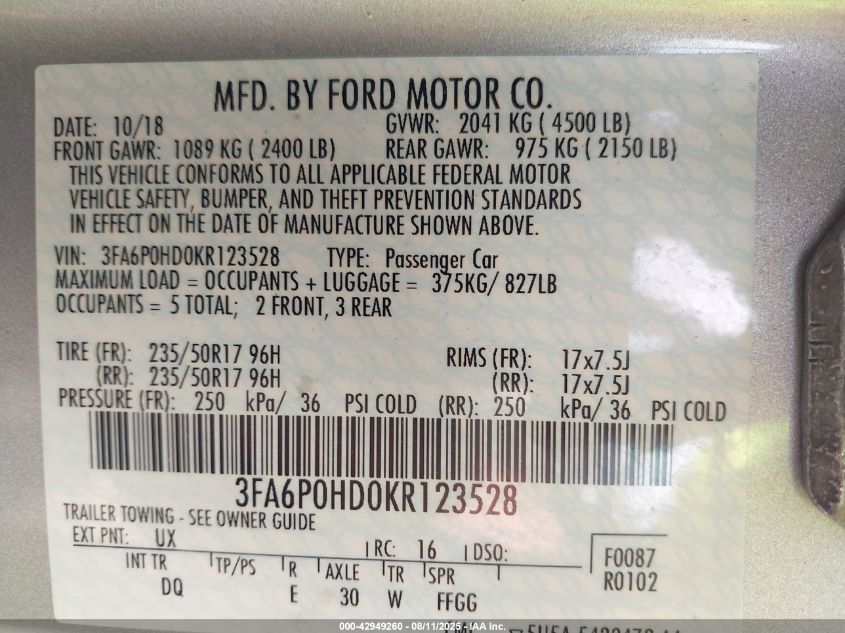 MFD. BY FORD MOTOR CO.
DATE: 10/18 GVWR: 2041 KG ( 4500 LB)
FRONT GAWR: 1089 KG ( 2400 LB) REAR GAWR: 975 KG ( 2150 LB)
THIS VEHICLE CONFORMS TO ALL APPLICABLE FEDERAL MOTOR
VEHICLE SAFETY, BUMPER, AND THEFT PREVENTION STANDARDS
IN EFFECT ON THE DATE OF MANUFACTURE SHOWN ABOVE.
VIN: 3FA6P0HD0KR123528 TYPE: Passenger Car
MAXIMUM LOAD = OCCUPANTS + LUGGAGE = 375KG/ 827LB
OCCUPANTS = 5 TOTAL; 2 FRONT, 3 REAR
TIRE (FR): 235/50R17 96H RIMS (FR): 17x7.5J
(RR): 235/50R17 96H (RR): 17x7.5J
PRESSURE (FR): 250 kPa/ 36 PSI COLD (RR): 250 kPa/ 36 PSI COLD
3FA6P0HD0KR123528
TRAILER TOWING - SEE OWNER GUIDE
EXT PNT: UX RC: 16 DSO: F0087
INT TR TP/PS R AXLE TR SPR R0102
DQ E 30 W FFGG
000-42949260 - 08/11/2025 - IAA Inc.